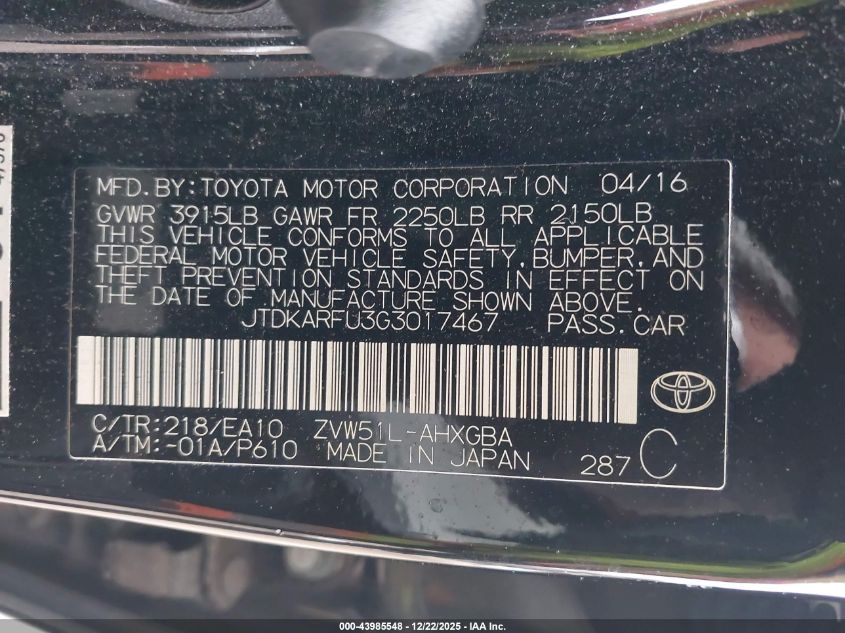 MFD.BY:TOYOTA MOTOR CORPORATION 04/16
GVWR 3915LB GAWR FR 2250LB RR 2150LB
THIS VEHICLE CONFORMS TO ALL APPLICABLE
FEDERAL MOTOR VEHICLE SAFETY,BUMPER,AND
THEFT PREVENTION STANDARDS IN EFFECT ON
THE DATE OF MANUFACTURE SHOWN ABOVE.
JTDKARFU3G3017467 PASS.CAR
C/TR:218/EA10 ZVW51L-AHXGBA
A/TM:-01A/P610 MADE IN JAPAN
287 C
000-43985548 - 12/22/2025 - IAA Inc.